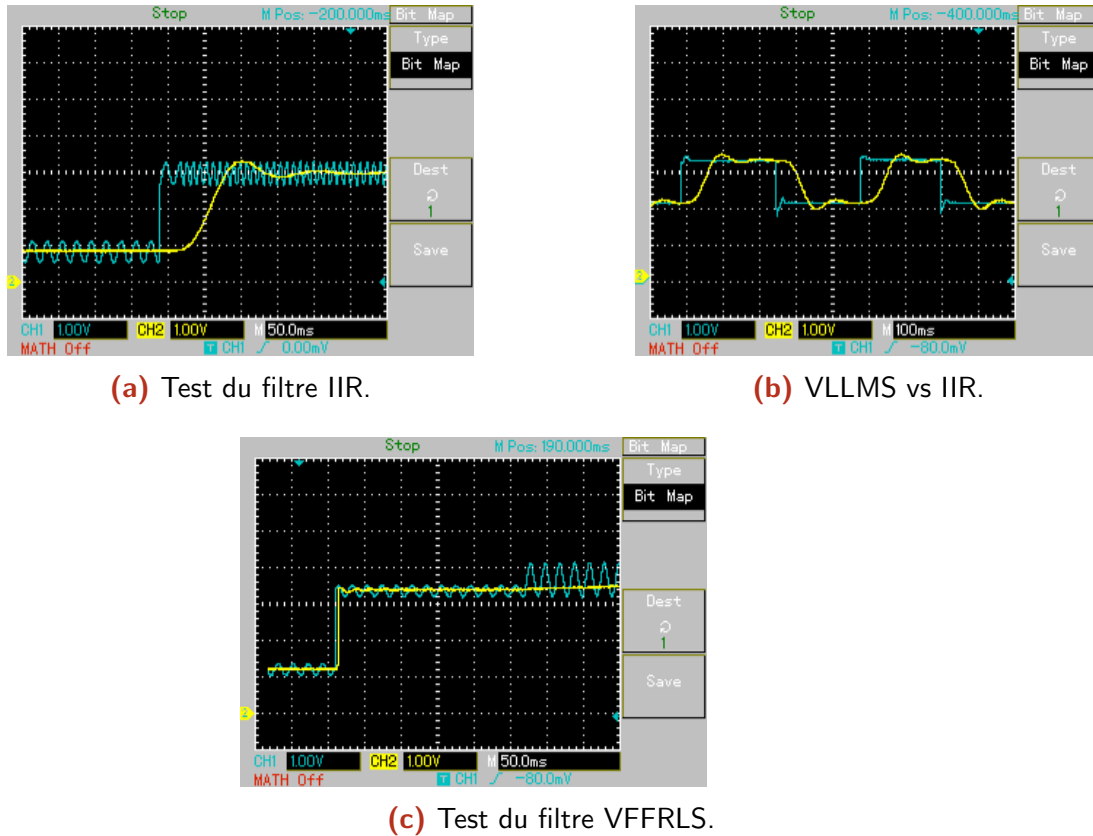 Stop M Pos: -200.000ms Bit Map
Type
Bit Map
Dest
1
Save
2
CH1 1.00V CH2 1.00V M 50.0ms
MATH Off T CH1 0.00mV
(a) Test du filtre IIR.
Stop M Pos: -400.000ms Bit Map
Type
Bit Map
Dest
1
Save
2
CH1 1.00V CH2 1.00V M 100ms
MATH Off T CH1 -80.0mV
(b) VLLMS vs IIR.
Stop M Pos: 190.000ms Bit Map
Type
Bit Map
Dest
1
Save
2
CH1 1.00V CH2 1.00V M 50.0ms
MATH Off T CH1 -80.0mV
(c) Test du filtre VFFRLS.